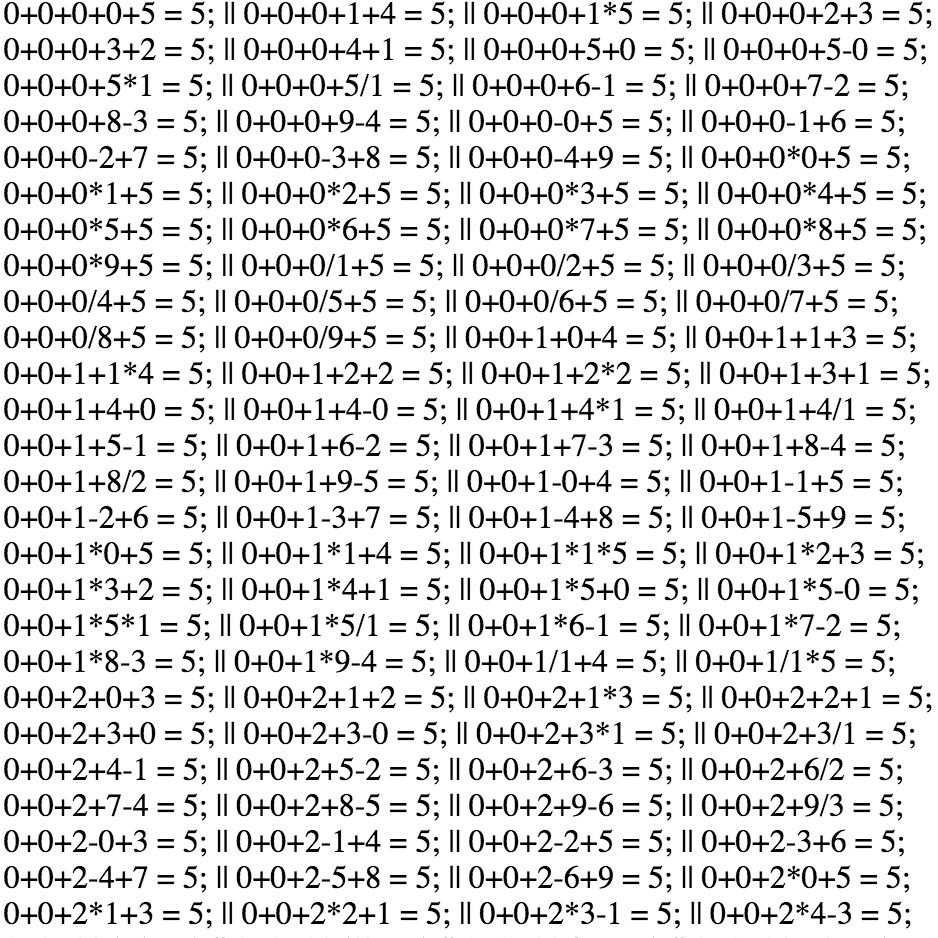 0+0+0+0+5 = 5; || 0+0+0+1+4 = 5; || 0+0+0+1*5 = 5; || 0+0+0+2+3 = 5;
0+0+0+3+2 = 5; || 0+0+0+4+1 = 5; || 0+0+0+5+0 = 5; || 0+0+0+5-0 = 5;
0+0+0+5*1 = 5; || 0+0+0+5/1 = 5; || 0+0+0+6-1 = 5; || 0+0+0+7-2 = 5;
0+0+0+8-3 = 5; || 0+0+0+9-4 = 5; || 0+0+0-0+5 = 5; || 0+0+0-1+6 = 5;
0+0+0-2+7 = 5; || 0+0+0-3+8 = 5; || 0+0+0-4+9 = 5; || 0+0+0*0+5 = 5;
0+0+0*1+5 = 5; || 0+0+0*2+5 = 5; || 0+0+0*3+5 = 5; || 0+0+0*4+5 = 5;
0+0+0*5+5 = 5; || 0+0+0*6+5 = 5; || 0+0+0*7+5 = 5; || 0+0+0*8+5 = 5;
0+0+0*9+5 = 5; || 0+0+0/1+5 = 5; || 0+0+0/2+5 = 5; || 0+0+0/3+5 = 5;
0+0+0/4+5 = 5; || 0+0+0/5+5 = 5; || 0+0+0/6+5 = 5; || 0+0+0/7+5 = 5;
0+0+0/8+5 = 5; || 0+0+0/9+5 = 5; || 0+0+1+0+4 = 5; || 0+0+1+1+3 = 5;
0+0+1+1*4 = 5; || 0+0+1+2+2 = 5; || 0+0+1+2*2 = 5; || 0+0+1+3+1 = 5;
0+0+1+4+0 = 5; || 0+0+1+4-0 = 5; || 0+0+1+4*1 = 5; || 0+0+1+4/1 = 5;
0+0+1+5-1 = 5; || 0+0+1+6-2 = 5; || 0+0+1+7-3 = 5; || 0+0+1+8-4 = 5;
0+0+1+8/2 = 5; || 0+0+1+9-5 = 5; || 0+0+1-0+4 = 5; || 0+0+1-1+5 = 5;
0+0+1-2+6 = 5; || 0+0+1-3+7 = 5; || 0+0+1-4+8 = 5; || 0+0+1-5+9 = 5;
0+0+1*0+5 = 5; || 0+0+1*1+4 = 5; || 0+0+1*1*5 = 5; || 0+0+1*2+3 = 5;
0+0+1*3+2 = 5; || 0+0+1*4+1 = 5; || 0+0+1*5+0 = 5; || 0+0+1*5-0 = 5;
0+0+1*5*1 = 5; || 0+0+1*5/1 = 5; || 0+0+1*6-1 = 5; || 0+0+1*7-2 = 5;
0+0+1*8-3 = 5; || 0+0+1*9-4 = 5; || 0+0+1/1+4 = 5; || 0+0+1/1*5 = 5;
0+0+2+0+3 = 5; || 0+0+2+1+2 = 5; || 0+0+2+1*3 = 5; || 0+0+2+2+1 = 5;
0+0+2+3+0 = 5; || 0+0+2+3-0 = 5; || 0+0+2+3*1 = 5; || 0+0+2+3/1 = 5;
0+0+2+4-1 = 5; || 0+0+2+5-2 = 5; || 0+0+2+6-3 = 5; || 0+0+2+6/2 = 5;
0+0+2+7-4 = 5; || 0+0+2+8-5 = 5; || 0+0+2+9-6 = 5; || 0+0+2+9/3 = 5;
0+0+2-0+3 = 5; || 0+0+2-1+4 = 5; || 0+0+2-2+5 = 5; || 0+0+2-3+6 = 5;
0+0+2-4+7 = 5; || 0+0+2-5+8 = 5; || 0+0+2-6+9 = 5; || 0+0+2*0+5 = 5;
0+0+2*1+3 = 5; || 0+0+2*2+1 = 5; || 0+0+2*3-1 = 5; || 0+0+2*4-3 = 5;